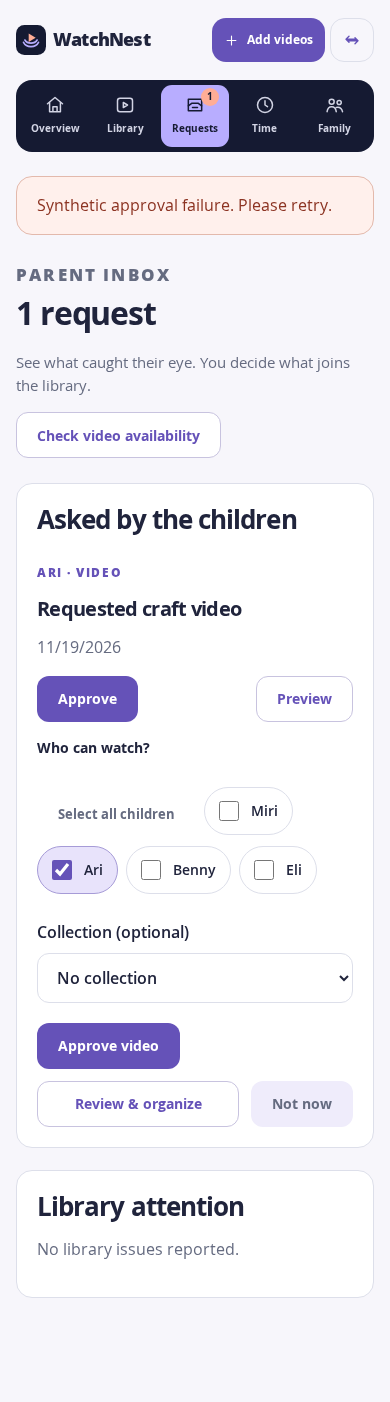 WatchNest
Add videos
Overview
Library
1
Requests
Time
Family
Synthetic approval failure. Please retry.
PARENT INBOX
1 request
See what caught their eye. You decide what joins
the library.
Check video availability
Asked by the children
ARI · VIDEO
Requested craft video
11/19/2026
Approve
Preview
Who can watch?
Select all children
Miri
Ari
Benny
Eli
Collection (optional)
No collection
Approve video
Review & organize
Not now
Library attention
No library issues reported.